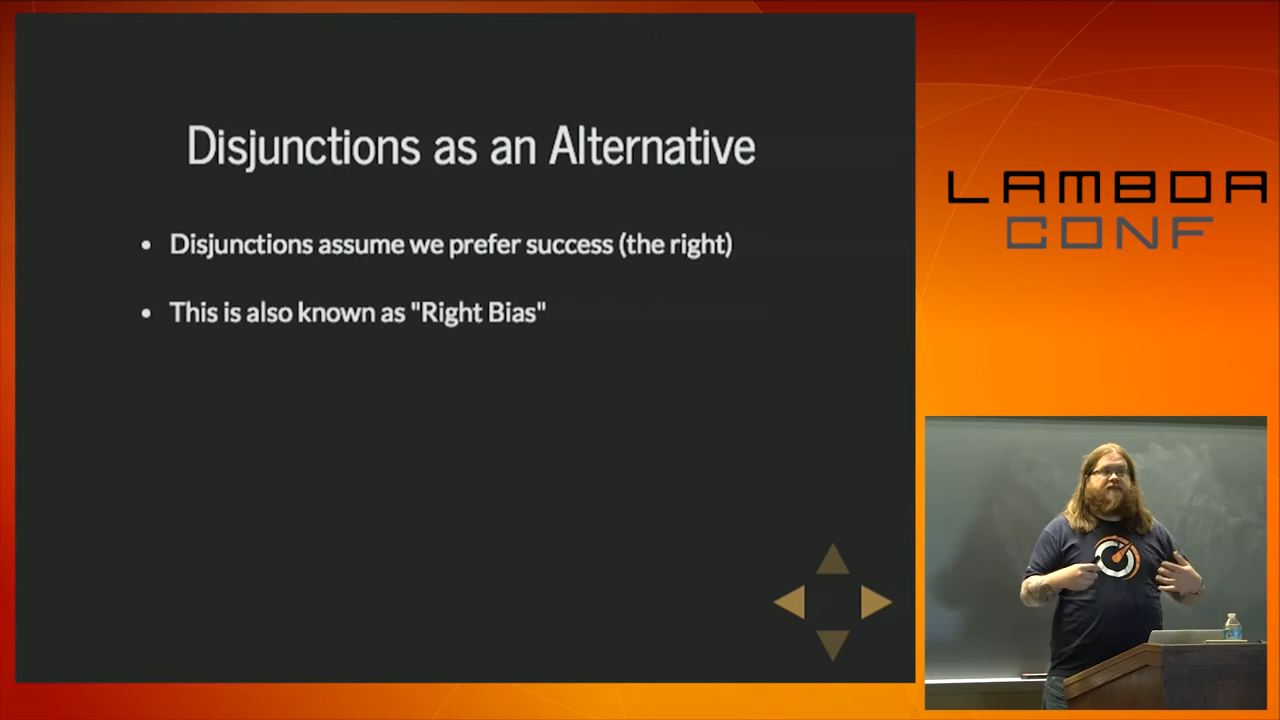 Disjunctions as an Alternative
• Disjunctions assume we prefer success (the right)
• This is also known as "Right Bias"
LAMBDA
CONF